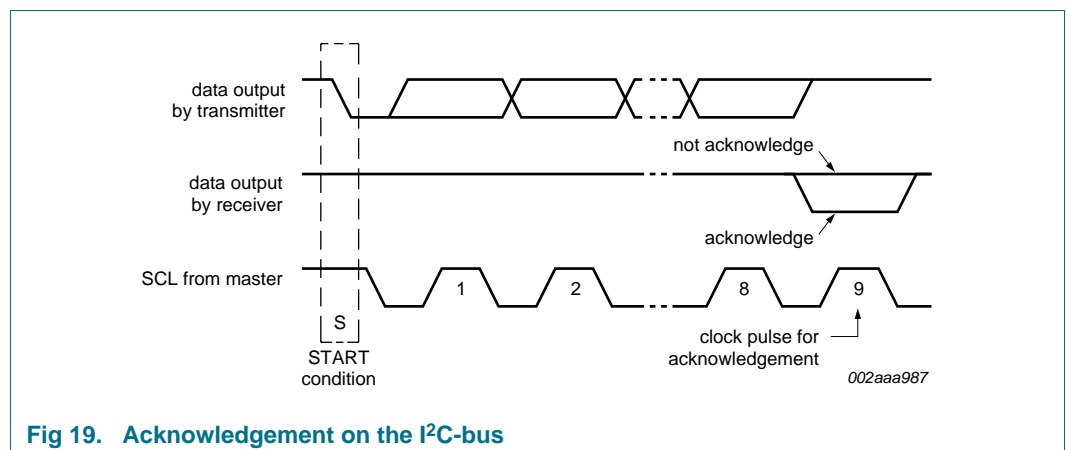 data output
by transmitter
not acknowledge
data output
by receiver
acknowledge
SCL from master
1
2
8
9
S
START
condition
clock pulse for
acknowledgement
002aaa987
Fig 19. Acknowledgement on the I²C-bus